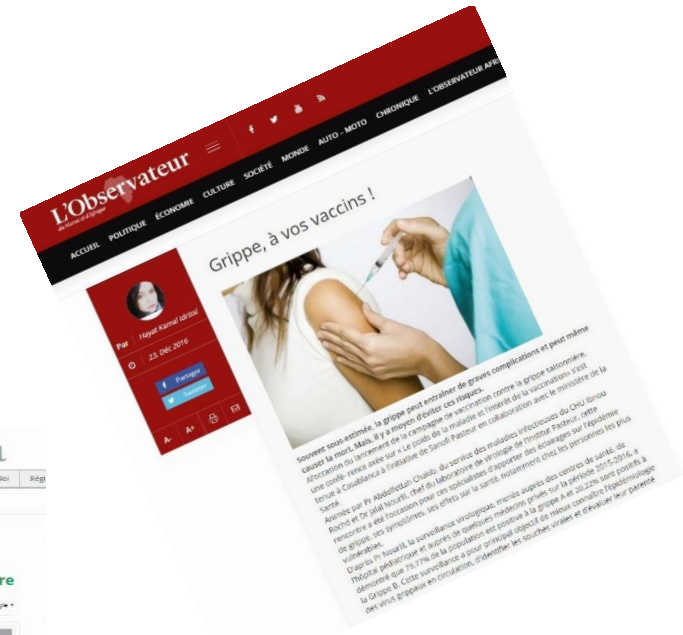 L'Observateur
du Maroc et d'Afrique
ACCUEIL POLITIQUE ÉCONOMIE CULTURE SOCIÉTÉ MONDE AUTO - MOTO CHRONIQUE L'OBSERVATEUR AFR
Grippe, à vos vaccins !
Par Hayat Kamal Idrissi
23, Déc 2016
Partager
Tweeter
A- A+
Souvent sous-estimée, la grippe peut entraîner de graves complications et peut même
causer la mort. Mais, il y a moyen d'éviter ces risques.
A l'occasion du lancement de la campagne de vaccination contre la grippe saisonnière,
une confé- rence axée sur « Le poids de la maladie et l'intérêt de la vaccination» s'est
tenue à Casablanca à l'initiative de Sanofi Pasteur en collaboration avec le ministère de la
Santé.
Animée par Pr Abdelfettah Chakib, du service des maladies infectieuses du CHU Ibnou
Rochd et Dr Jalal Nourlil, chef du laboratoire de virologie de l'Institut Pasteur, cette
rencontre a été l'occasion pour ces spécialistes d'apporter des éclairages sur l'épidémie
de grippe, ses symptômes, ses effets sur la santé, notamment chez les personnes les plus
vulnérables.
D'après Pr Nourlil, la surveillance virologique, menée auprès des centres de santé, de
l'hôpital pédiatrique et auprès de quelques médecins privés sur la période 2015-2016, a
démontré que 79,77% de la population est positive à la grippe A et 20,22% sont positifs à
la Grippe B. Cette surveillance a pour principal objectif de mieux connaître l'épidémiologie
des virus grippaux en circulation, d'identifier les souches virales et d'évaluer leur parenté
loi Régi
re